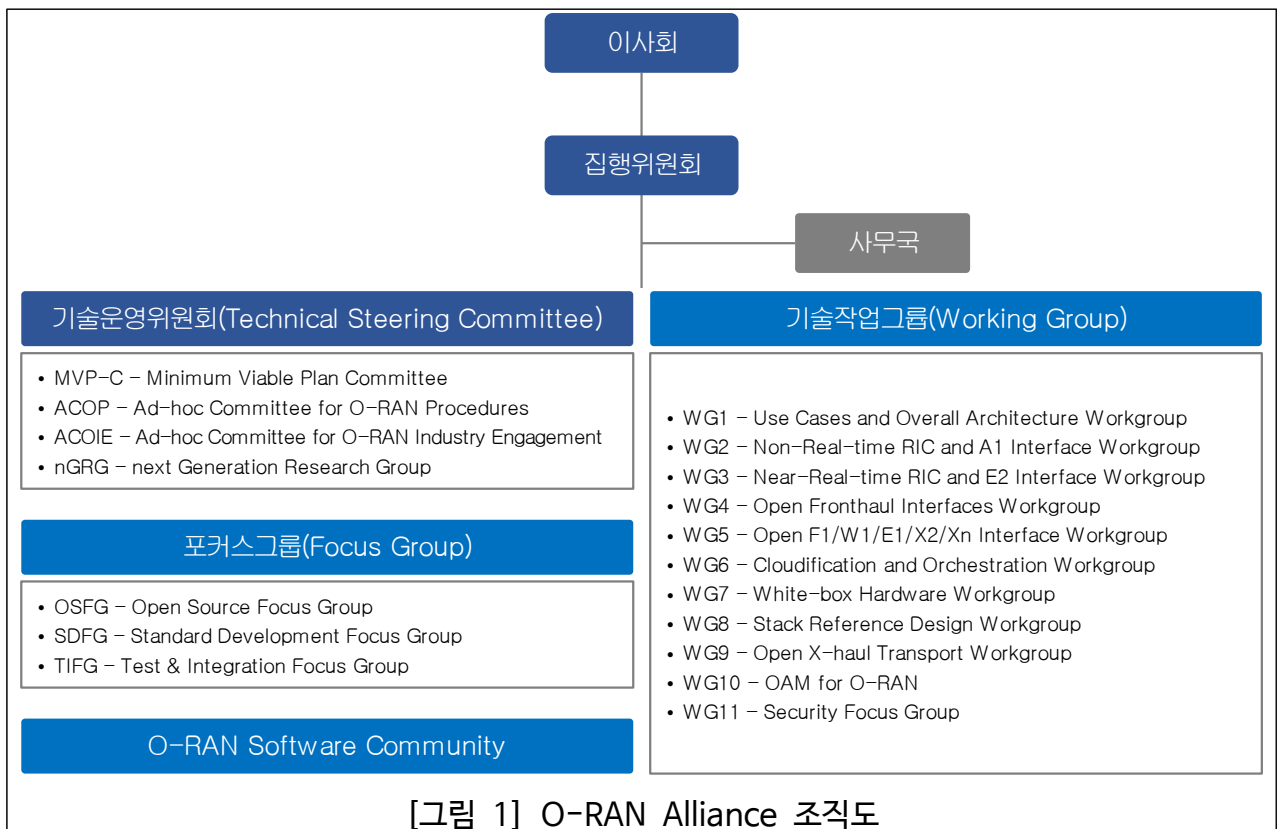 이사회
집행위원회
사무국
기술운영위원회(Technical Steering Committee)
• MVP-C - Minimum Viable Plan Committee
• ACOP - Ad-hoc Committee for O-RAN Procedures
• ACOIE - Ad-hoc Committee for O-RAN Industry Engagement
• nGRG - next Generation Research Group
포커스그룹(Focus Group)
• OSFG - Open Source Focus Group
• SDFG - Standard Development Focus Group
• TIFG - Test & Integration Focus Group
O-RAN Software Community
기술작업그룹(Working Group)
• WG1 - Use Cases and Overall Architecture Workgroup
• WG2 - Non-Real-time RIC and A1 Interface Workgroup
• WG3 - Near-Real-time RIC and E2 Interface Workgroup
• WG4 - Open Fronthaul Interfaces Workgroup
• WG5 - Open F1/W1/E1/X2/Xn Interface Workgroup
• WG6 - Cloudification and Orchestration Workgroup
• WG7 - White-box Hardware Workgroup
• WG8 - Stack Reference Design Workgroup
• WG9 - Open X-haul Transport Workgroup
• WG10 - OAM for O-RAN
• WG11 - Security Focus Group
[그림 1] O-RAN Alliance 조직도